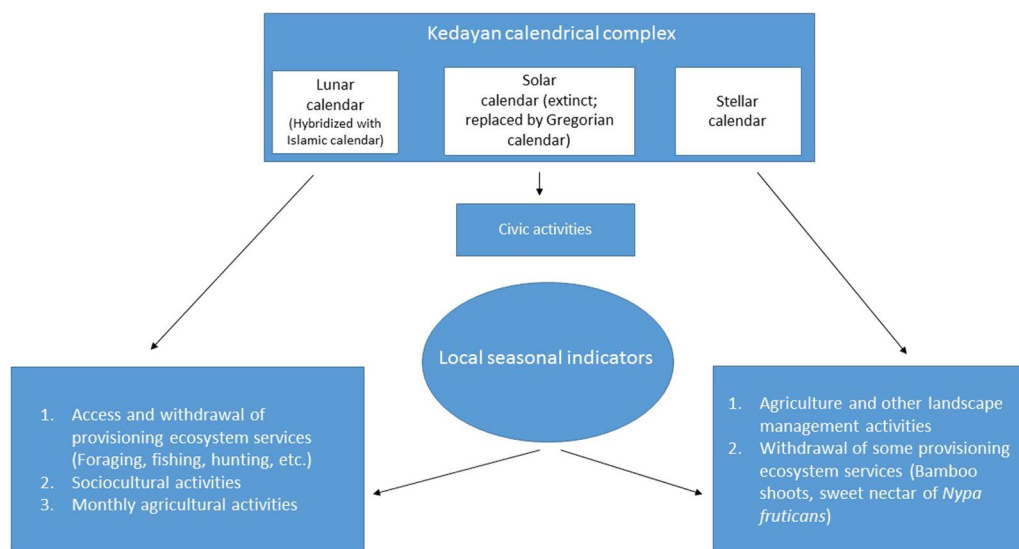 Kedayan calendrical complex
Lunar
calendar
(Hybridized with
Islamic calendar)
Solar
calendar (extinct;
replaced by Gregorian
calendar)
Stellar
calendar
Civic activities
Local seasonal indicators
1. Access and withdrawal of
provisioning ecosystem services
(Foraging, fishing, hunting, etc.)
2. Sociocultural activities
3. Monthly agricultural activities
1. Agriculture and other landscape
management activities
2. Withdrawal of some provisioning
ecosystem services (Bamboo
shoots, sweet nectar of Nypa
fruticans)